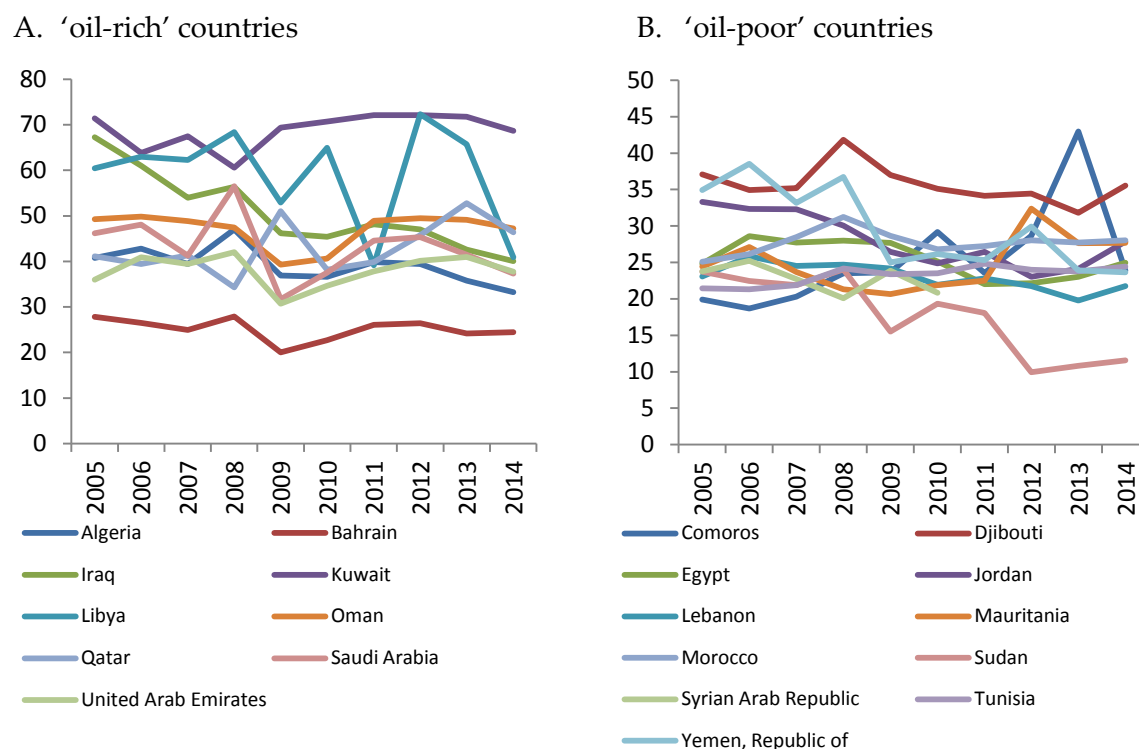 A. ‘oil-rich’ countries
80
70
60
50
40
30
20
10
0
2005
2006
2007
2008
2009
2010
2011
2012
2013
2014
Algeria
Bahrain
Iraq
Kuwait
Libya
Oman
Qatar
Saudi Arabia
United Arab Emirates
B. ‘oil-poor’ countries
50
45
40
35
30
25
20
15
10
5
0
2005
2006
2007
2008
2009
2010
2011
2012
2013
2014
Comoros
Djibouti
Egypt
Jordan
Lebanon
Mauritania
Morocco
Sudan
Syrian Arab Republic
Tunisia
Yemen, Republic of